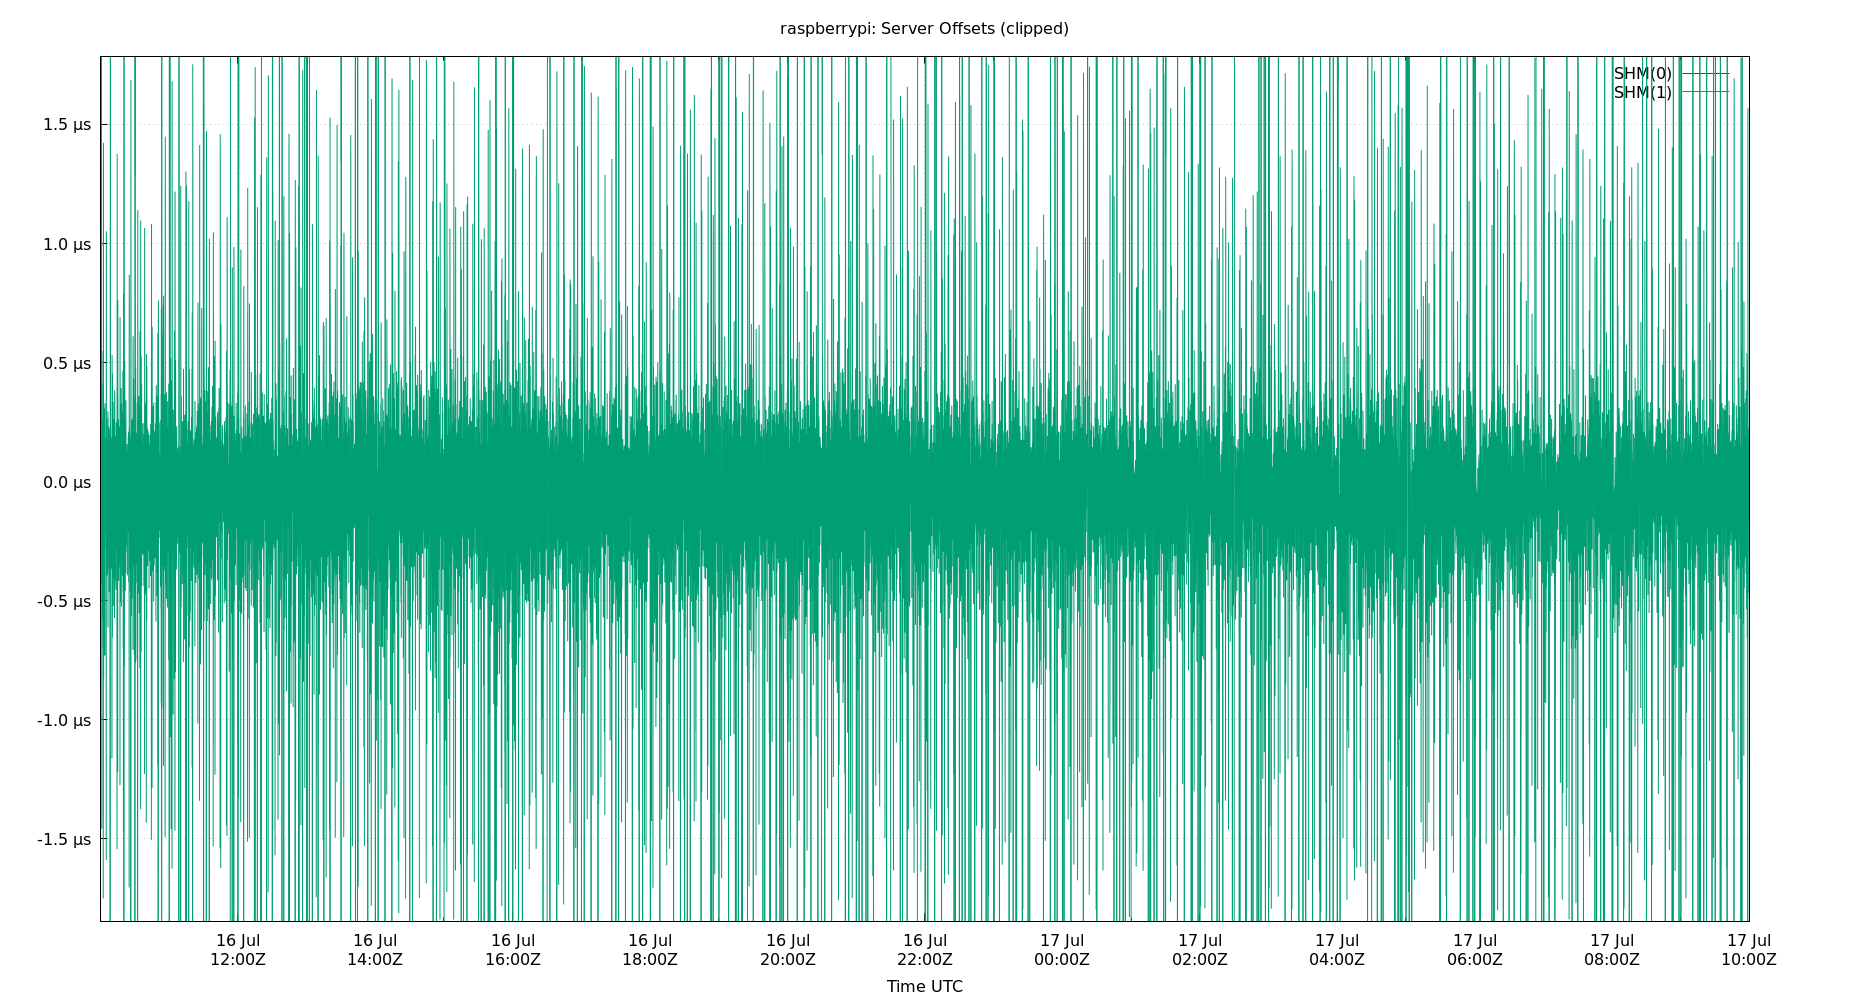 raspberrypi: Server Offsets (clipped)
SHM(0)
SHM(1)
1.5 µs
1.0 µs
0.5 µs
0.0 µs
-0.5 µs
-1.0 µs
-1.5 µs
16 Jul 16 Jul 16 Jul 16 Jul 16 Jul 16 Jul 17 Jul 17 Jul 17 Jul 17 Jul 17 Jul 17 Jul
12:00Z 14:00Z 16:00Z 18:00Z 20:00Z 22:00Z 00:00Z 02:00Z 04:00Z 06:00Z 08:00Z 10:00Z
Time UTC